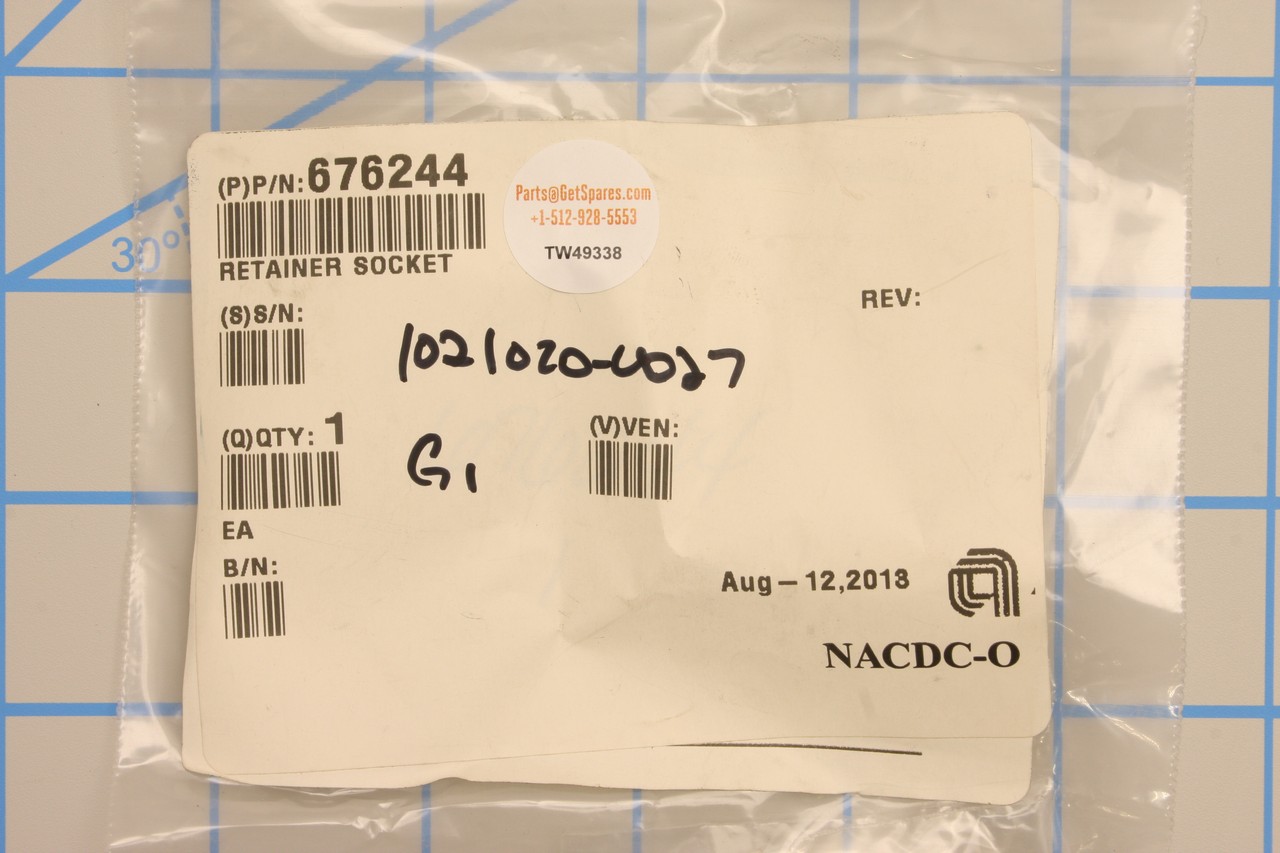 (P)P/N: 676244
RETAINER SOCKET
Parts@GetSpares.com
+1-512-928-5553
TW49338
REV:
(S)S/N:
1021020-0027
(Q)QTY: 1
G1
(V)VEN:
EA
B/N:
Aug-12,2013
NACDC-O
30°